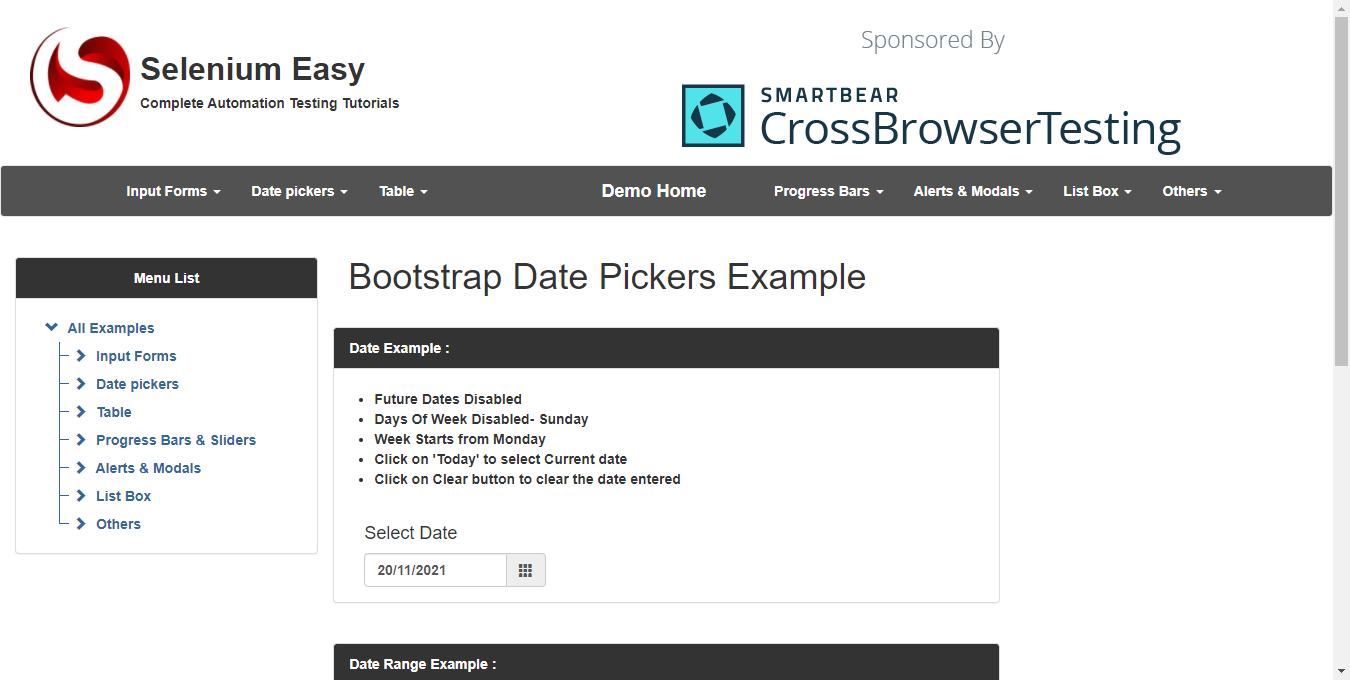 Selenium Easy
Complete Automation Testing Tutorials
Sponsored By
SMARTBEAR
CrossBrowserTesting
Input Forms Date pickers Table Demo Home Progress Bars Alerts & Modals List Box Others
Menu List
All Examples
Input Forms
Date pickers
Table
Progress Bars & Sliders
Alerts & Modals
List Box
Others
Bootstrap Date Pickers Example
Date Example :
Future Dates Disabled
Days Of Week Disabled- Sunday
Week Starts from Monday
Click on 'Today' to select Current date
Click on Clear button to clear the date entered
Select Date
20/11/2021
Date Range Example :